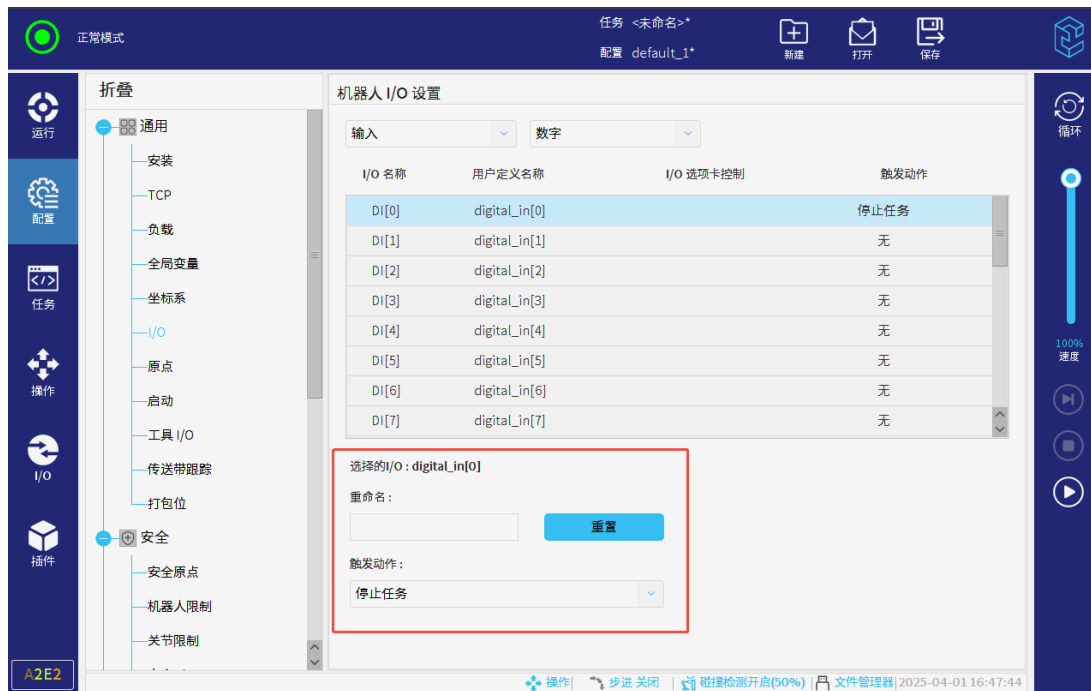 正常模式
任务 <未命名>*
配置 default_1*
新建
打开
保存
运行
配置
任务
操作
I/O
插件
A2E2
折叠
通用
安装
TCP
负载
全局变量
坐标系
I/O
原点
启动
工具 I/O
传送带跟踪
打包位
安全
安全原点
机器人限制
关节限制
机器人 I/O 设置
输入 数字
I/O 名称 用户定义名称 I/O 选项卡控制 触发动作
DI[0] digital_in[0] 停止任务
DI[1] digital_in[1] 无
DI[2] digital_in[2] 无
DI[3] digital_in[3] 无
DI[4] digital_in[4] 无
DI[5] digital_in[5] 无
DI[6] digital_in[6] 无
DI[7] digital_in[7] 无
选择的I/O : digital_in[0]
重命名 :
重置
触发动作 :
停止任务
循环
100%
速度
操作| 步进 关闭 | 碰撞检测开启(50%) | 文件管理器| 2025-04-01 16:47:44